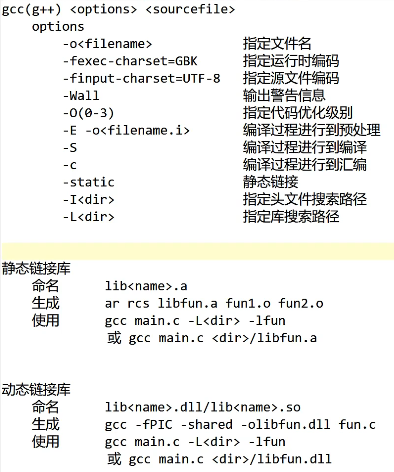 gcc(g++) <options> <sourcefile>
options
-o<filename> 指定文件名
-fexec-charset=GBK 指定运行时编码
-finput-charset=UTF-8 指定源文件编码
-Wall 输出警告信息
-O(0-3) 指定代码优化级别
-E -o<filename.i> 编译过程进行到预处理
-S 编译过程进行到编译
-c 编译过程进行到汇编
-static 静态链接
-I<dir> 指定头文件搜索路径
-L<dir> 指定库搜索路径
静态链接库
命名 lib<name>.a
生成 ar rcs libfun.a fun1.o fun2.o
使用 gcc main.c -L<dir> -lfun
或 gcc main.c <dir>/libfun.a
动态链接库
命名 lib<name>.dll/lib<name>.so
生成 gcc -fPIC -shared -olibfun.dll fun.c
使用 gcc main.c -L<dir> -lfun
或 gcc main.c <dir>/libfun.dll